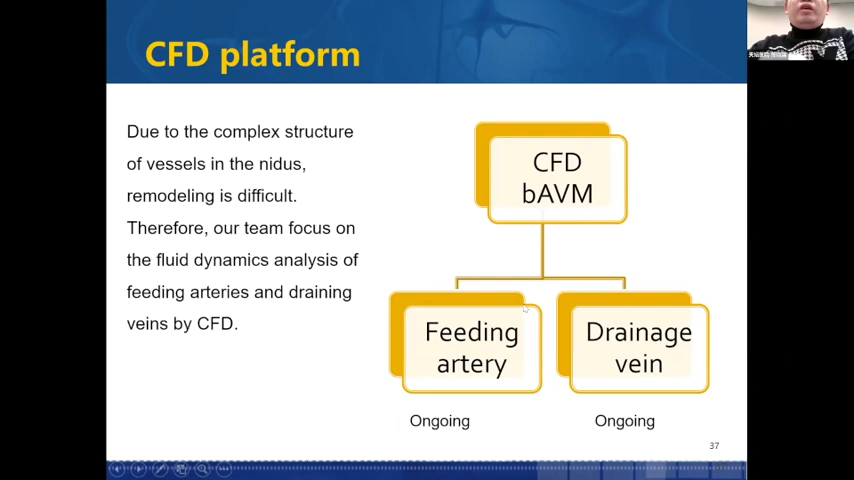 CFD platform
Due to the complex structure
of vessels in the nidus,
remodeling is difficult.
Therefore, our team focus on
the fluid dynamics analysis of
feeding arteries and draining
veins by CFD.
CFD
bAVM
Feeding
artery
Drainage
vein
Ongoing
Ongoing
37